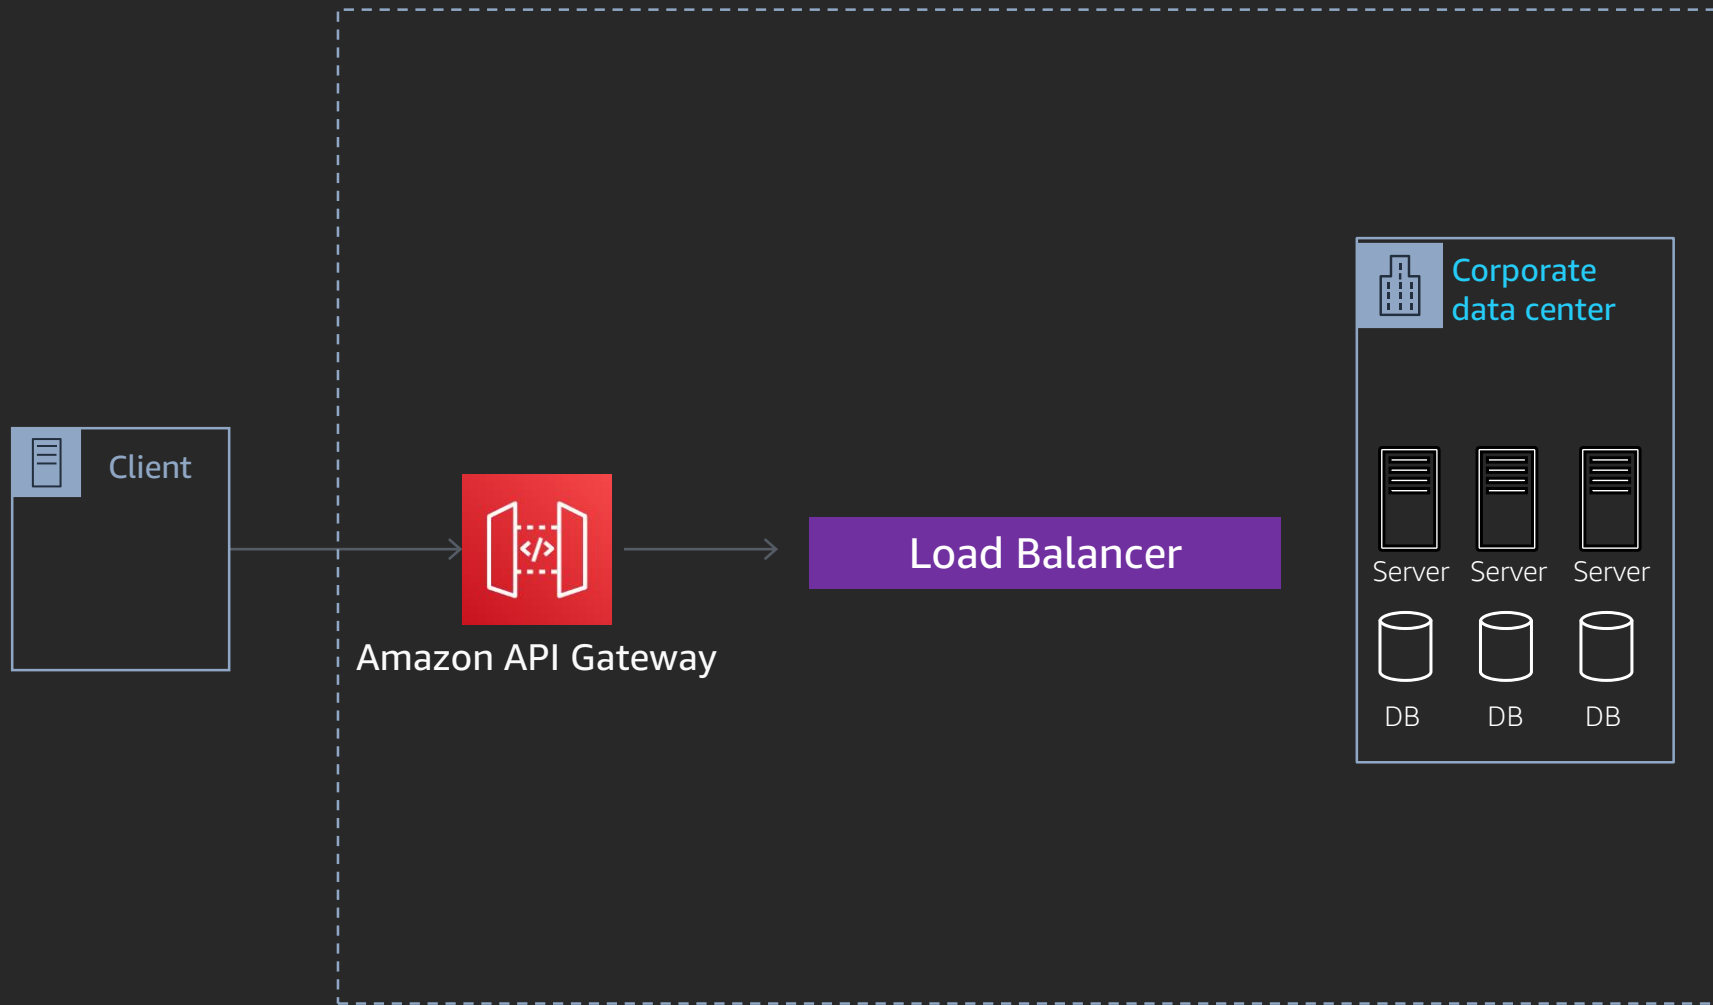 Client
Amazon API Gateway
Load Balancer
Corporate
data center
Server Server Server
DB DB DB